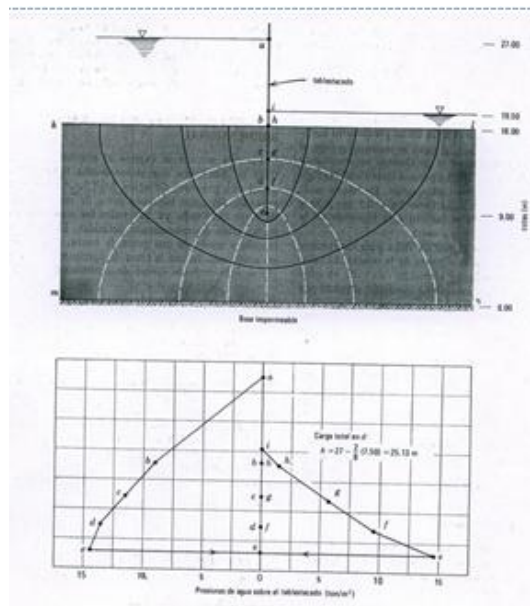 a
27.00
tablestacado
i
19.50
b h
18.00
k
l
c g
d f
e
9.00
cotas (m)
m
0.00
Base impermeable
a
Carga total en d:
i
b
b h
h
c
c g
g
d
d f
f
e
e
e
15
10
5
0
5
10
15
Presiones de agua sobre el tablestacado (ton/m²)